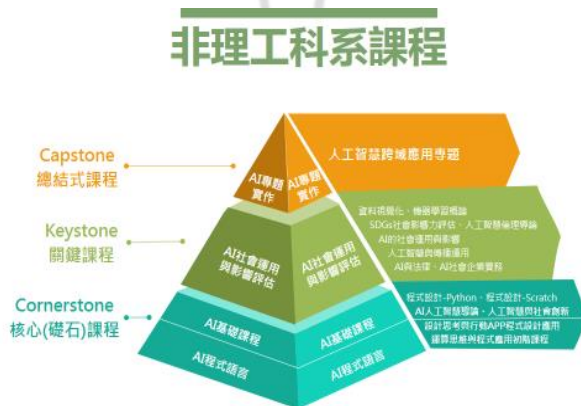 非理工科系課程
Capstone
總結式課程
AI專題
實作
AI專題
實作
人工智慧跨域應用專題
Keystone
關鍵課程
AI社會運用
與影響評估
AI社會運用
與影響評估
資料視覺化、機器學習概論
SDGs社會影響力評估、人工智慧倫理導論
AI的社會運用與影響
人工智慧與傳播運用
AI與法律、AI社會企業實務
Cornerstone
核心(礎石)課程
AI基礎課程
AI基礎課程
AI程式語言
AI程式語言
程式設計-Python、程式設計-Scratch
AI人工智慧導論、人工智慧與社會創新
設計思考與行動APP程式設計應用
運算思維與程式應用初階課程